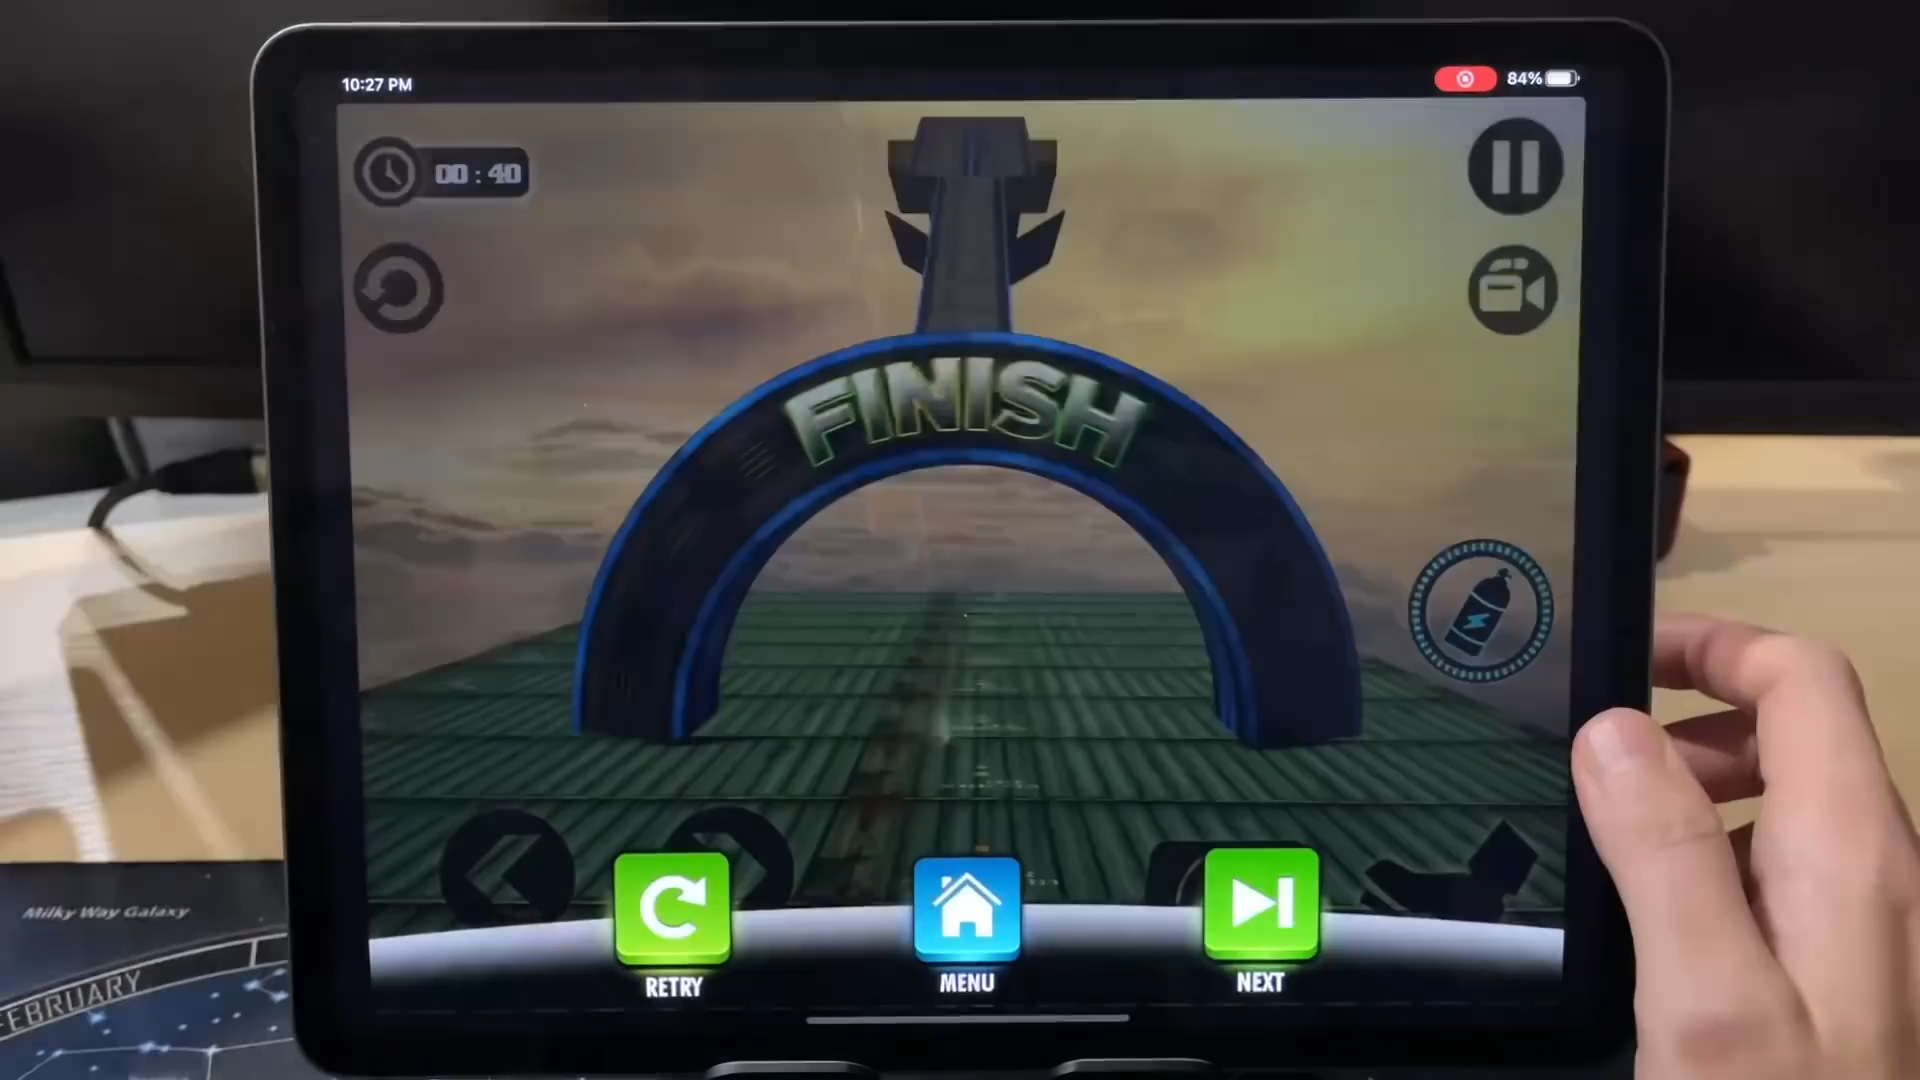 10:27 PM
84%
00:40
FINISH
RETRY
MENU
NEXT
Milky Way Galaxy
FEBRUARY